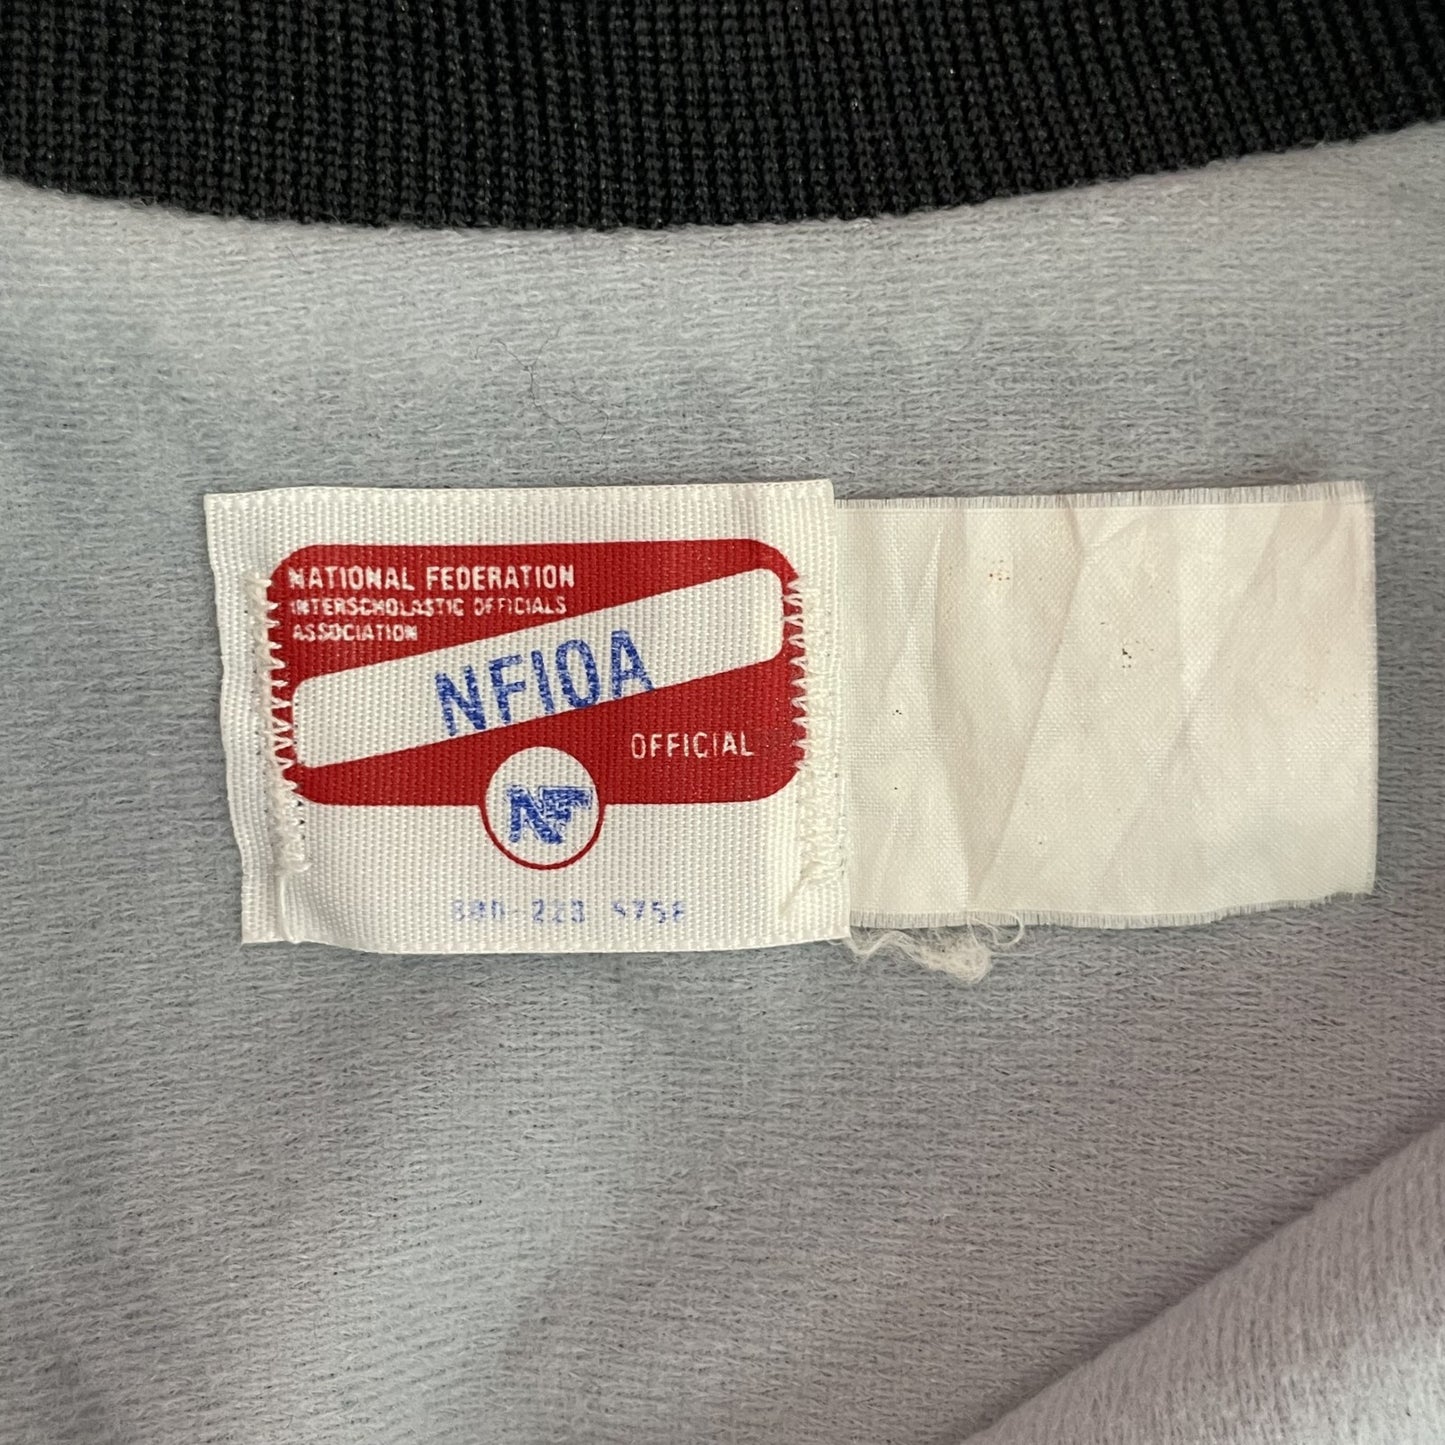 NATIONAL FEDERATION
INTERSCHOLASTIC OFFICIALS
ASSOCIATION
NFIOA
OFFICIAL
NF